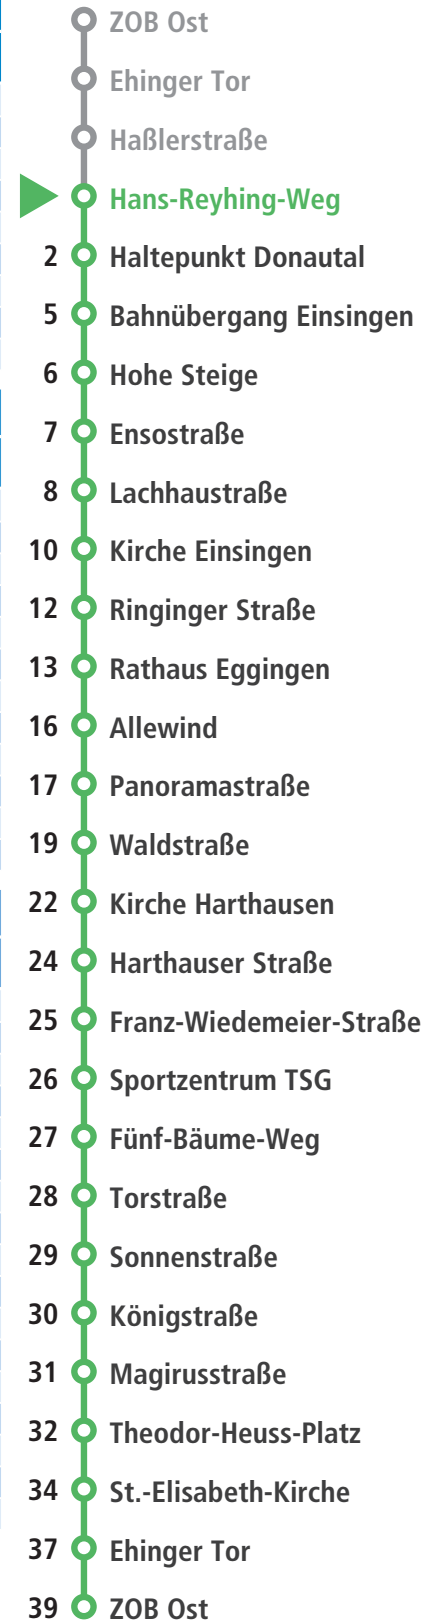 ZOB Ost
Ehinger Tor
Haßlerstraße
Hans-Reyhing-Weg
2 Haltepunkt Donautal
5 Bahnübergang Einsingen
6 Hohe Steige
7 Ensostraße
8 Lachhaustraße
10 Kirche Einsingen
12 Ringinger Straße
13 Rathaus Eggingen
16 Allewind
17 Panoramastraße
19 Waldstraße
22 Kirche Harthausen
24 Harthauser Straße
25 Franz-Wiedemeier-Straße
26 Sportzentrum TSG
27 Fünf-Bäume-Weg
28 Torstraße
29 Sonnenstraße
30 Königstraße
31 Magirusstraße
32 Theodor-Heuss-Platz
34 St.-Elisabeth-Kirche
37 Ehinger Tor
39 ZOB Ost